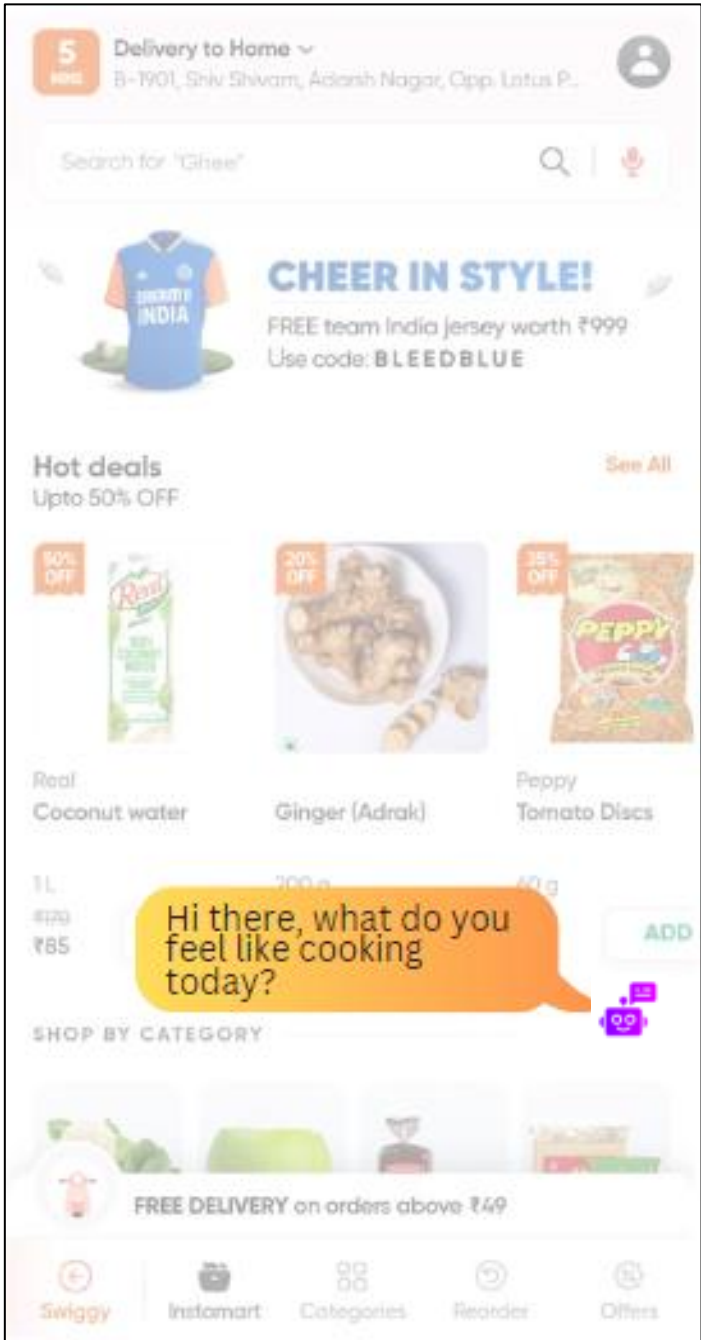 5
MINS
Delivery to Home
B-1901, Shiv Shivam, Adarsh Nagar, Opp. Lotus P...
Search for "Ghee"
CHEER IN STYLE!
INDIA
FREE team India jersey worth ₹999
Use code: BLEEDBLUE
Hot deals
See All
Upto 50% OFF
50%
OFF
20%
OFF
35%
OFF
Real
COCONUT
WATER
PEPPY
Real
Peppy
Coconut water
Ginger (Adrak)
Tomato Discs
1 L
200 g
60 g
₹170
₹85
ADD
Hi there, what do you
feel like cooking
today?
SHOP BY CATEGORY
FREE DELIVERY on orders above ₹49
Swiggy
Instamart
Categories
Reorder
Offers